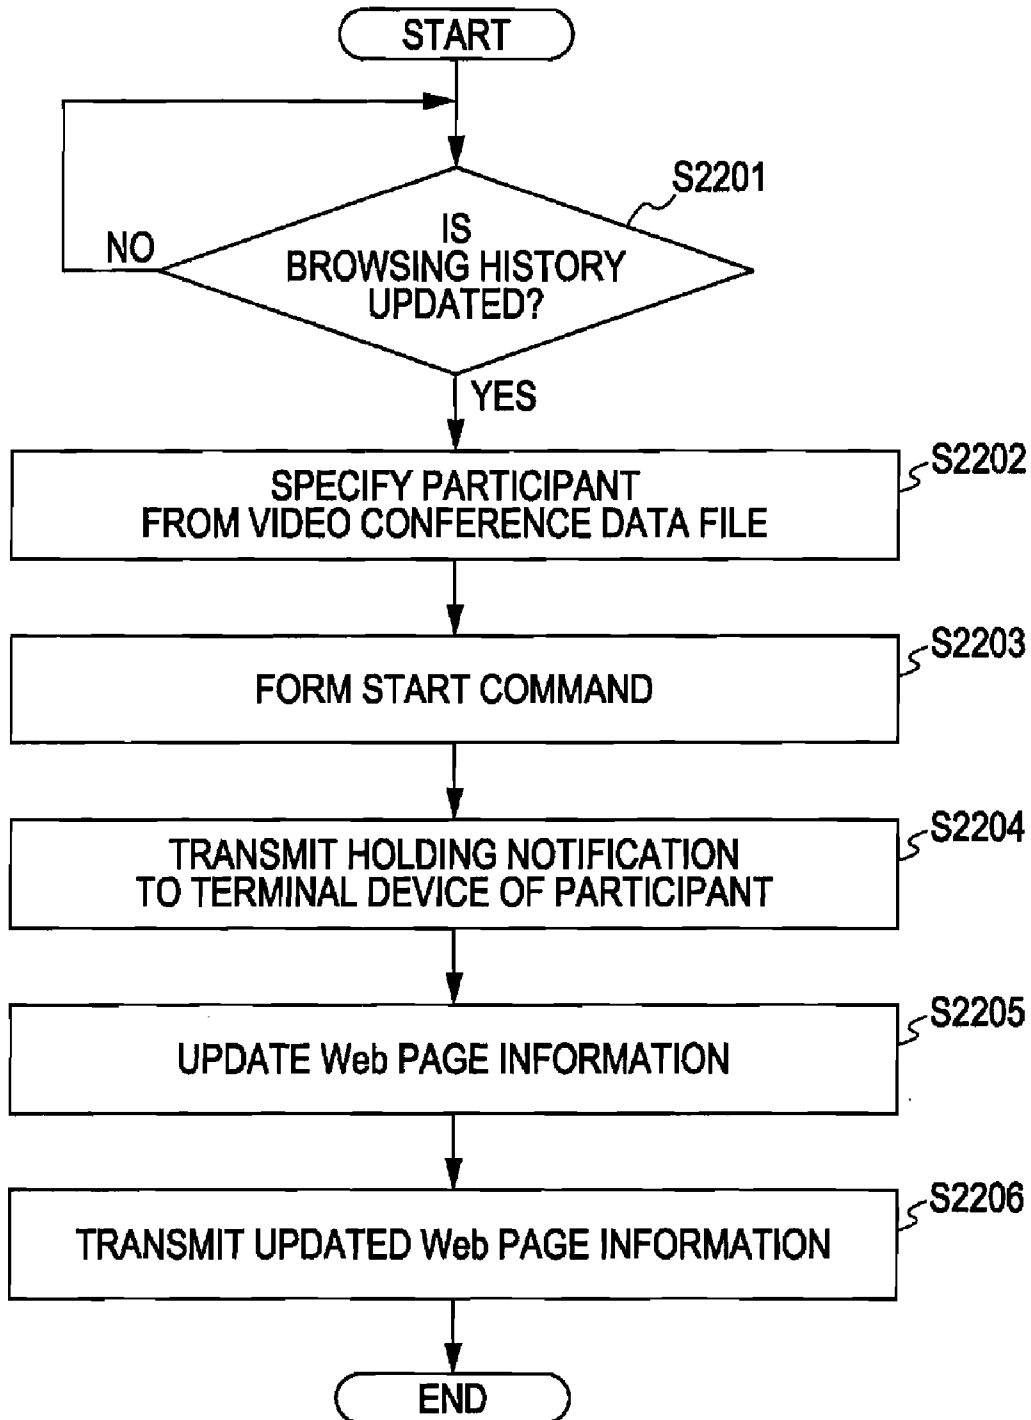 START
S2201
IS
BROWSING HISTORY
UPDATED?
NO
YES
S2202
SPECIFY PARTICIPANT
FROM VIDEO CONFERENCE DATA FILE
S2203
FORM START COMMAND
S2204
TRANSMIT HOLDING NOTIFICATION
TO TERMINAL DEVICE OF PARTICIPANT
S2205
UPDATE Web PAGE INFORMATION
S2206
TRANSMIT UPDATED Web PAGE INFORMATION
END